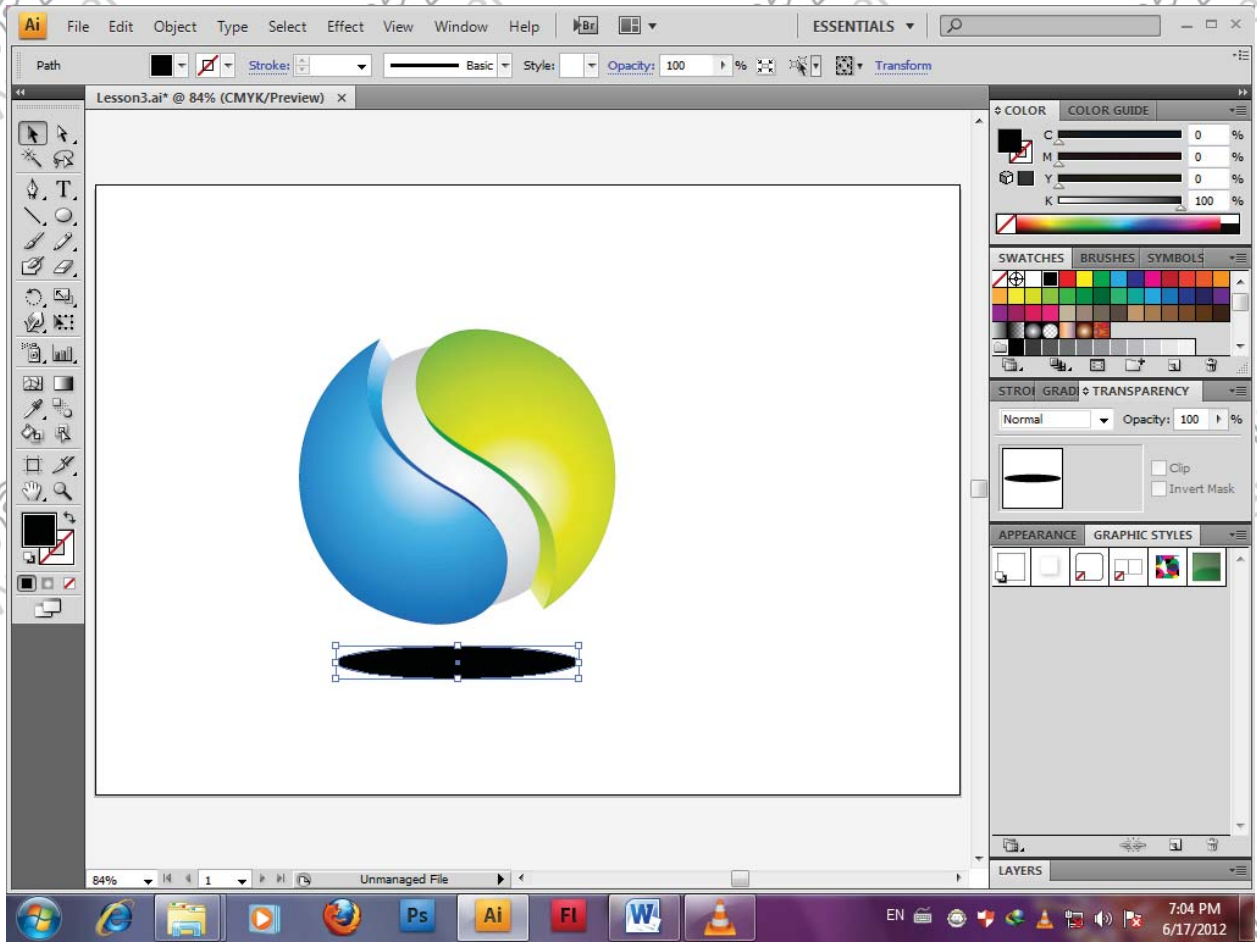 Ai File Edit Object Type Select Effect View Window Help Br ESSENTIALS
Path Stroke: Basic Style: Opacity: 100 % Transform
Lesson3.ai* @ 84% (CMYK/Preview) ×
COLOR COLOR GUIDE
C 0 %
M 0 %
Y 0 %
K 100 %
SWATCHES BRUSHES SYMBOLS
STROI GRADI TRANSPARENCY
Normal Opacity: 100 %
Clip
Invert Mask
APPEARANCE GRAPHIC STYLES
LAYERS
84% 1 Unmanaged File
Ps Ai Fl W EN 7:04 PM
6/17/2012